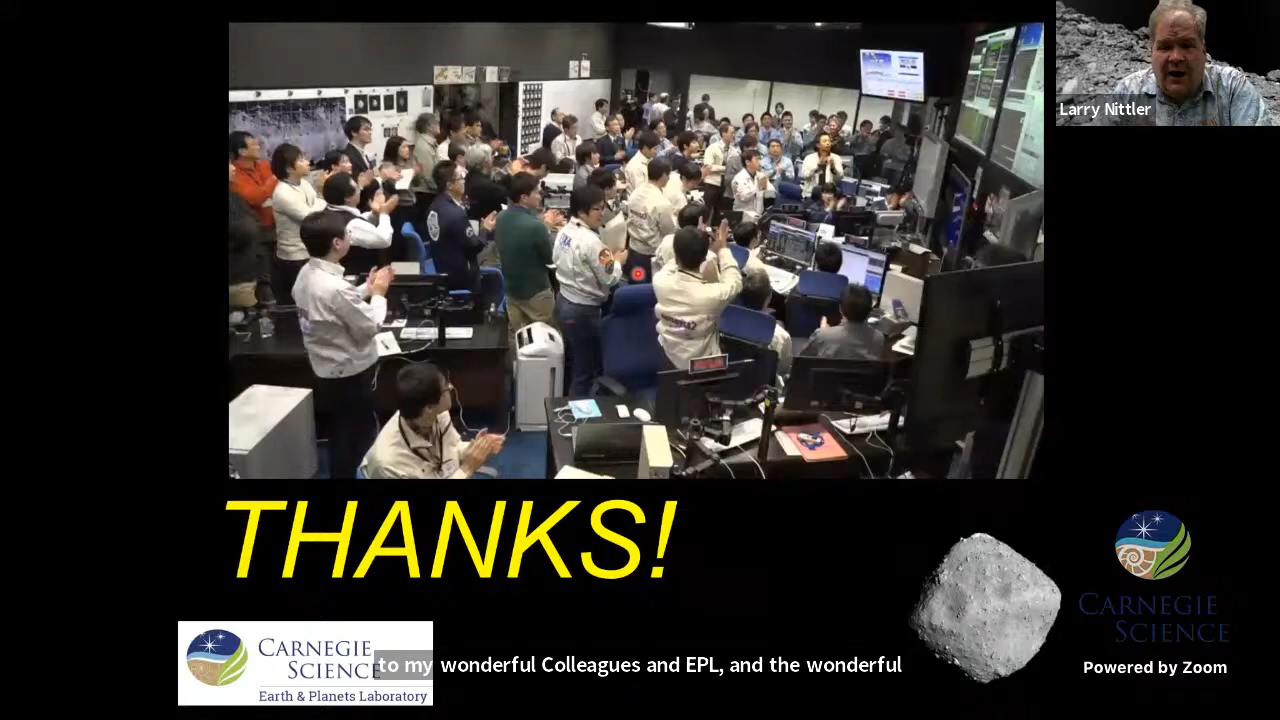 Larry Nittler
THANKS!
CARNEGIE
SCIENCE
Earth & Planets Laboratory
to my wonderful Colleagues and EPL, and the wonderful
CARNEGIE
SCIENCE
Powered by Zoom